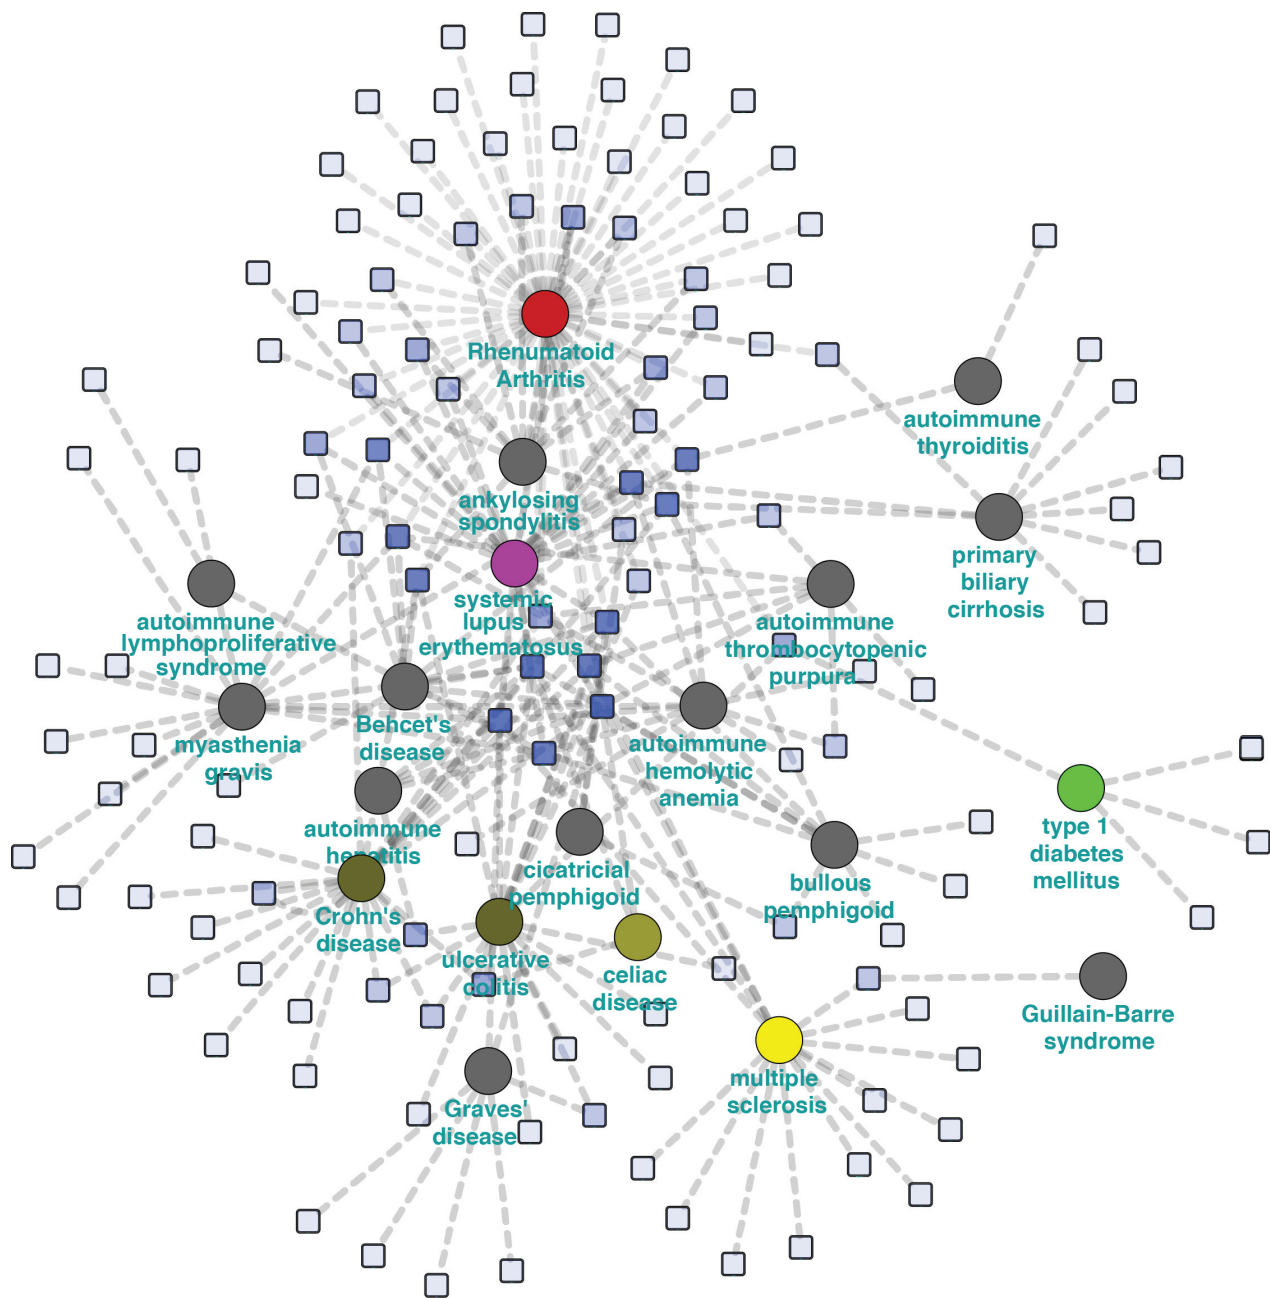 Rhenumatoid
Arthritis
autoimmune
thyroiditis
ankylosing
spondylitis
primary
biliary
cirrhosis
systemic
lupus
erythematosus
autoimmune
lymphoproliferative
syndrome
autoimmune
thrombocytopenic
purpura
Behcet's
disease
myasthenia
gravis
autoimmune
hemolytic
anemia
autoimmune
hepatitis
type 1
diabetes
mellitus
cicatricial
pemphigoid
bullous
pemphigoid
Crohn's
disease
ulcerative
colitis
celiac
disease
Guillain-Barre
syndrome
multiple
sclerosis
Graves'
disease